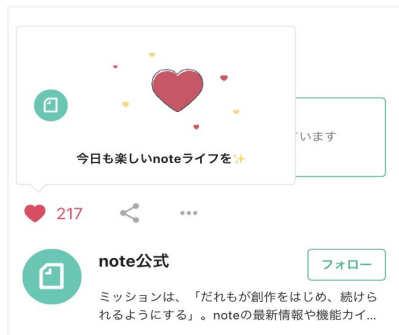 今日も楽しいnoteライフを✨
います
217
note公式
フォロー
ミッションは、「だれもが創作をはじめ、続けら
れるようにする」。noteの最新情報や機能カイ...